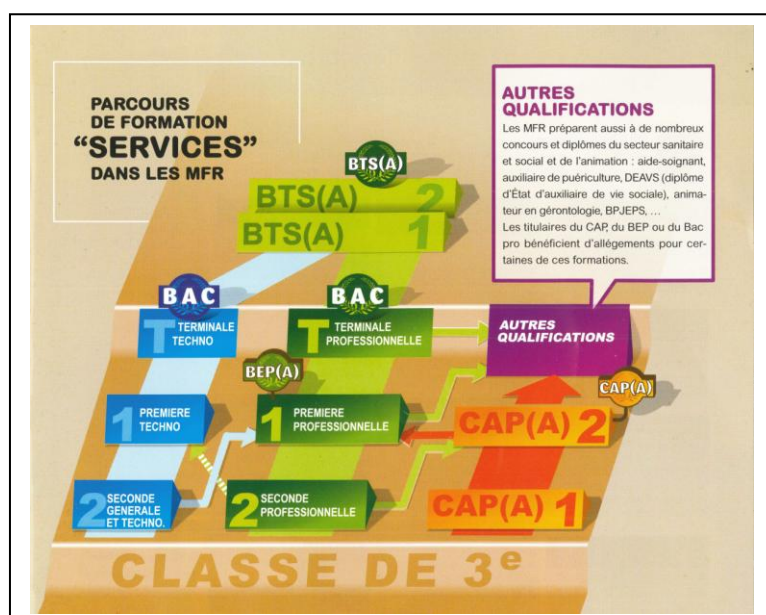 PARCOURS
DE FORMATION
“SERVICES”
DANS LES MFR
AUTRES
QUALIFICATIONS
Les MFR préparent aussi à de nombreux
concours et diplômes du secteur sanitaire
et social et de l'animation : aide-soignant,
auxiliaire de puériculture, DEAVS (diplôme
d'État d'auxiliaire de vie sociale), anima-
teur en gérontologie, BPJEPS, ...
Les titulaires du CAP, du BEP ou du Bac
pro bénéficient d'allégements pour cer-
taines de ces formations.
BTS(A)
BTS(A) 2
BTS(A) 1
BAC
T TERMINALE
TECHNO
BAC
T TERMINALE
PROFESSIONNELLE
AUTRES
QUALIFICATIONS
BEP(A)
CAP(A)
1 PREMIERE
TECHNO
1 PREMIERE
PROFESSIONNELLE
CAP(A) 2
2 SECONDE
GENERALE
ET TECHNO.
2 SECONDE
PROFESSIONNELLE
CAP(A) 1
CLASSE DE 3e